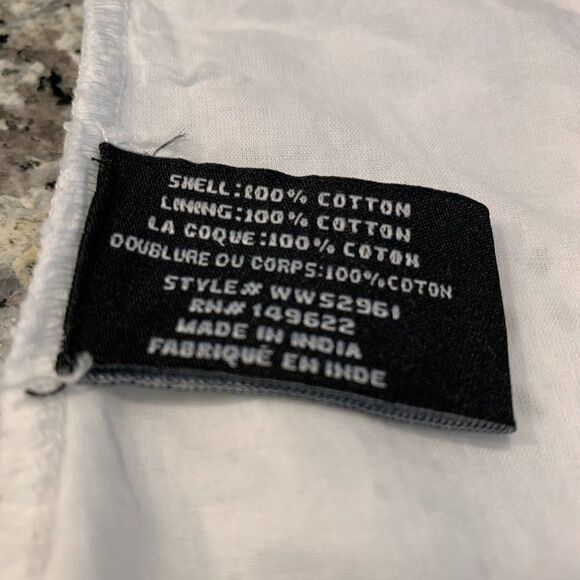 SHELL:100% COTTON
LINING:100% COTTON
LA COQUE:100% COTON
DOUBLURE DU CORPS:100% COTON
STYLE# WW52961
RN# 149622
MADE IN INDIA
FABRIQUÉ EN INDE